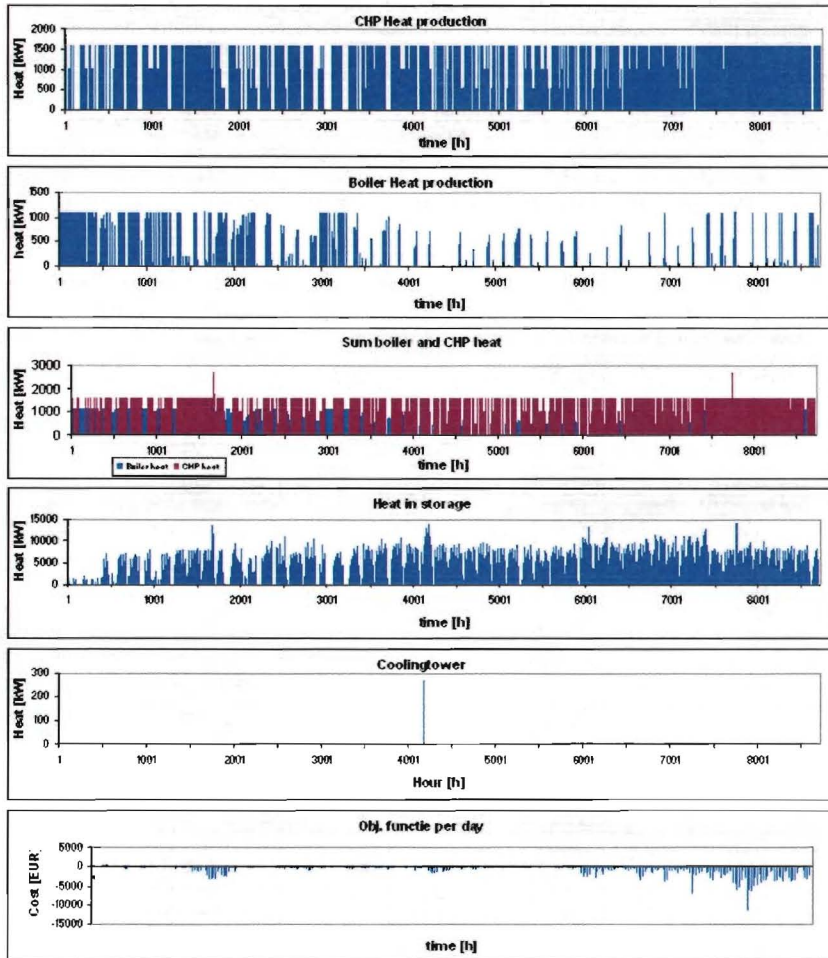 CHP Heat production
Heat [kW]
2000
1500
1000
500
0
1 1001 2001 3001 4001 5001 6001 7001 8001
time [h]
Boiler Heat production
heat [kW]
1500
1000
500
0
1 1001 2001 3001 4001 5001 6001 7001 8001
time [h]
Sum boiler and CHP heat
Heat [kW]
3000
2000
1000
0
1 1001 2001 3001 4001 5001 6001 7001 8001
time [h]
Boiler heat CHP heat
Heat in storage
Heat [kW]
15000
10000
5000
0
1 1001 2001 3001 4001 5001 6001 7001 8001
time [h]
Coolingtower
Heat [kW]
300
200
100
0
1 1001 2001 3001 4001 5001 6001 7001 8001
Hour [h]
Obj. functie per day
Cost [EUR]
5000
0
-5000
-10000
-15000
time [h]